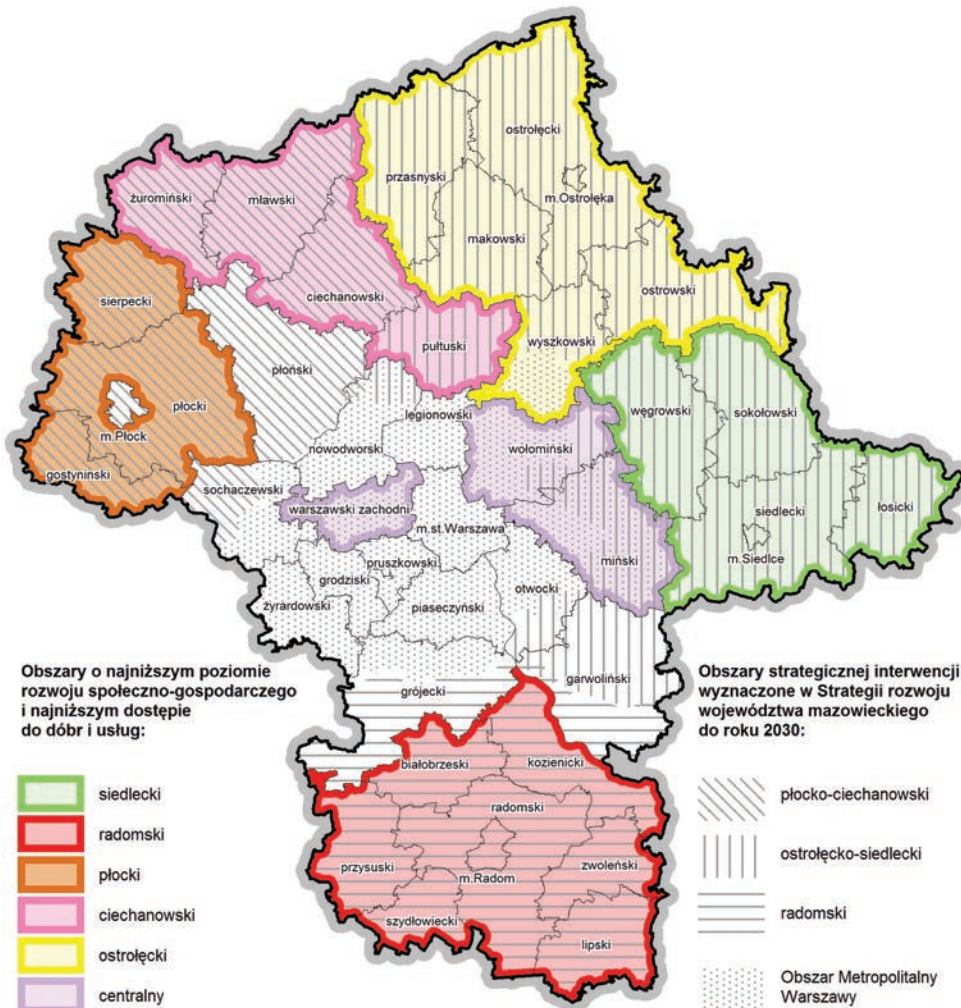 ostrołęcki
przasnyski
m.Ostrołęka
żuromiński
mławski
makowski
ostrowski
sierpecki
ciechanowski
wyszkowski
pułtuski
płoński
węgrowski
sokołowski
płocki
legionowski
m.Płock
wołomiński
nowodworski
gostyniński
sochaczewski
siedlecki
łosicki
warszawski zachodni
m.st.Warszawa
m.Siedlce
pruszkowski
miński
grodziski
otwocki
żyrardowski
piaseczyński
garwoliński
grójecki
białobrzeski
kozienicki
radomski
przysuski
zwoleński
m.Radom
szydłowiecki
lipski
Obszary o najniższym poziomie
rozwoju społeczno-gospodarczego
i najniższym dostępie
do dóbr i usług:
siedlecki
radomski
płocki
ciechanowski
ostrołęcki
centralny
Obszary strategicznej interwencji
wyznaczone w Strategii rozwoju
województwa mazowieckiego
do roku 2030:
płocko-ciechanowski
ostrołęcko-siedlecki
radomski
Obszar Metropolitalny
Warszawy